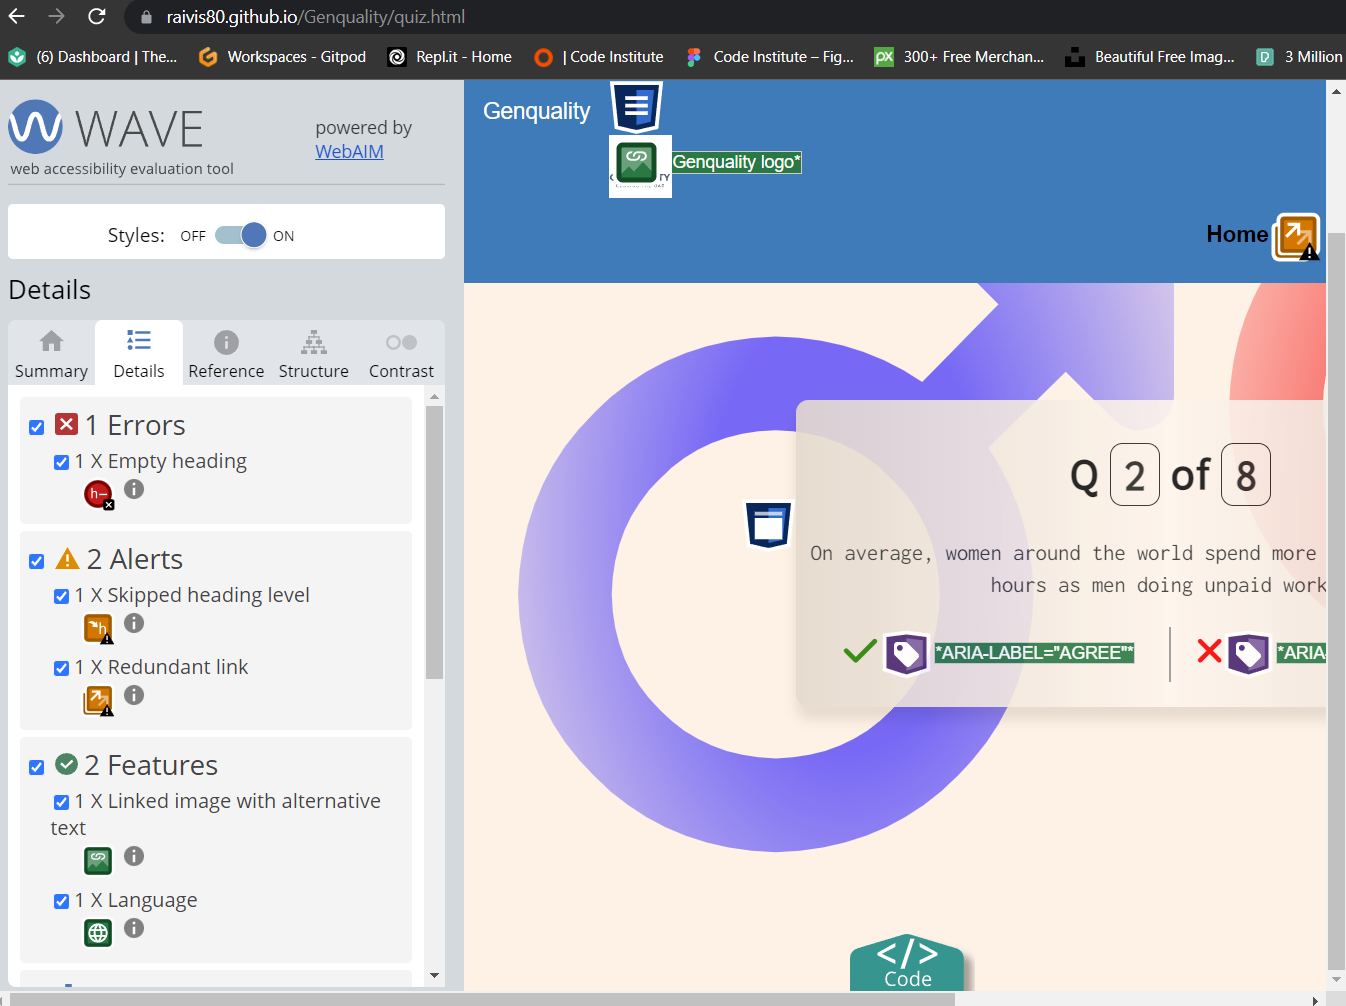 raivis80.github.io/Genquality/quiz.html
(6) Dashboard | The...
Workspaces - Gitpod
Repl.it - Home
| Code Institute
Code Institute – Fig...
300+ Free Merchan...
Beautiful Free Imag...
3 Million
WAVE
powered by
WebAIM
web accessibility evaluation tool
Styles: OFF ON
Details
Summary
Details
Reference
Structure
Contrast
1 Errors
1 X Empty heading
2 Alerts
1 X Skipped heading level
1 X Redundant link
2 Features
1 X Linked image with alternative
text
1 X Language
Genquality
Genquality logo*
TY
Home
Q 2 of 8
On average, women around the world spend more
hours as men doing unpaid work
*ARIA-LABEL="AGREE"*
*ARIA-
</> 
Code